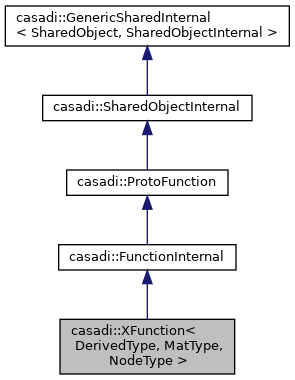 casadi::GenericSharedInternal
< SharedObject, SharedObjectInternal >
casadi::SharedObjectInternal
casadi::ProtoFunction
casadi::FunctionInternal
casadi::XFunction<
DerivedType, MatType,
NodeType >